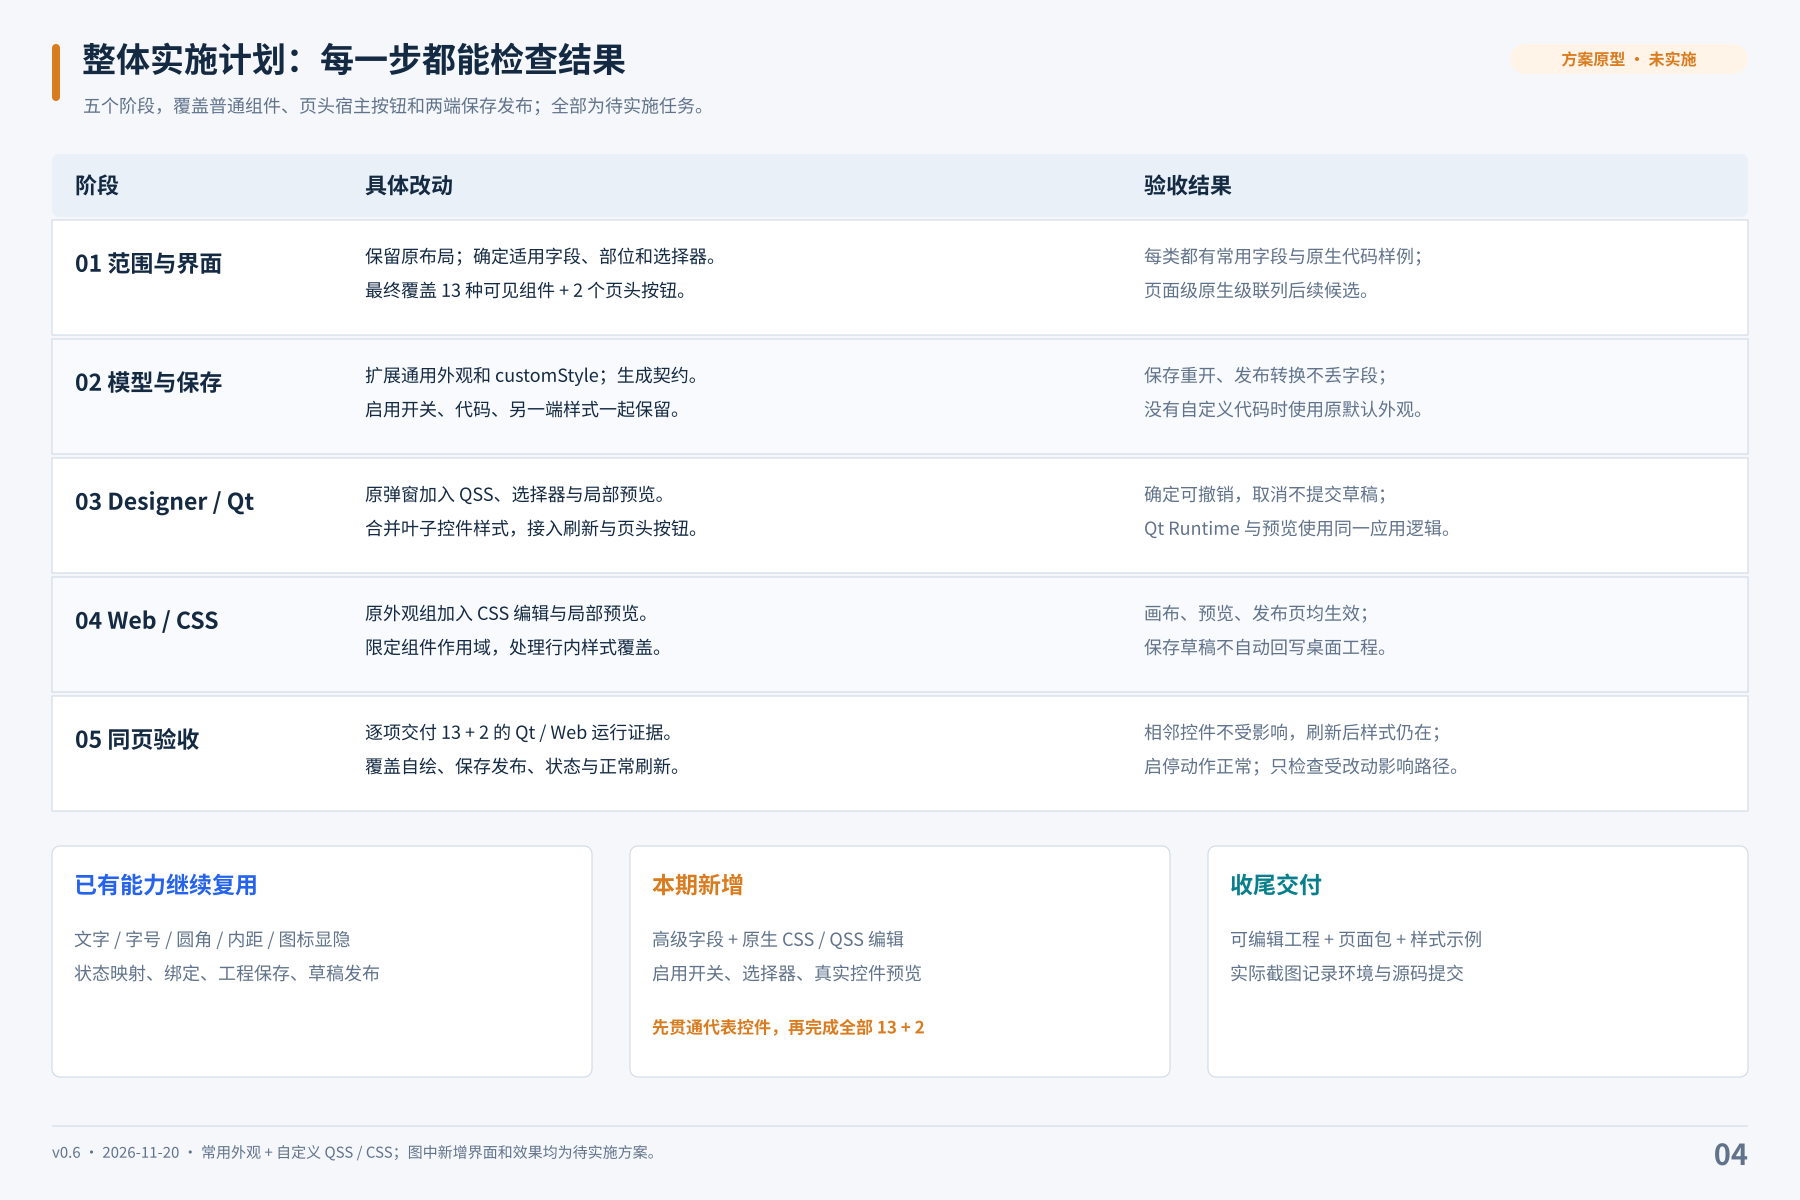 整体实施计划：每一步都能检查结果
方案原型 · 未实施
五个阶段，覆盖普通组件、页头宿主按钮和两端保存发布；全部为待实施任务。
阶段
具体改动
验收结果
01 范围与界面
保留原布局；确定适用字段、部位和选择器。
最终覆盖 13 种可见组件 + 2 个页头按钮。
每类都有常用字段与原生代码样例；
页面级原生级联列后续候选。
02 模型与保存
扩展通用外观和 customStyle；生成契约。
启用开关、代码、另一端样式一起保留。
保存重开、发布转换不丢字段；
没有自定义代码时使用原默认外观。
03 Designer / Qt
原弹窗加入 QSS、选择器与局部预览。
合并叶子控件样式，接入刷新与页头按钮。
确定可撤销，取消不提交草稿；
Qt Runtime 与预览使用同一应用逻辑。
04 Web / CSS
原外观组加入 CSS 编辑与局部预览。
限定组件作用域，处理行内样式覆盖。
画布、预览、发布页均生效；
保存草稿不自动回写桌面工程。
05 同页验收
逐项交付 13 + 2 的 Qt / Web 运行证据。
覆盖自绘、保存发布、状态与正常刷新。
相邻控件不受影响，刷新后样式仍在；
启停动作正常；只检查受改动影响路径。
已有能力继续复用
文字 / 字号 / 圆角 / 内距 / 图标显隐
状态映射、绑定、工程保存、草稿发布
本期新增
高级字段 + 原生 CSS / QSS 编辑
启用开关、选择器、真实控件预览
先贯通代表控件，再完成全部 13 + 2
收尾交付
可编辑工程 + 页面包 + 样式示例
实际截图记录环境与源码提交
v0.6 · 2026-11-20 · 常用外观 + 自定义 QSS / CSS；图中新增界面和效果均为待实施方案。
04